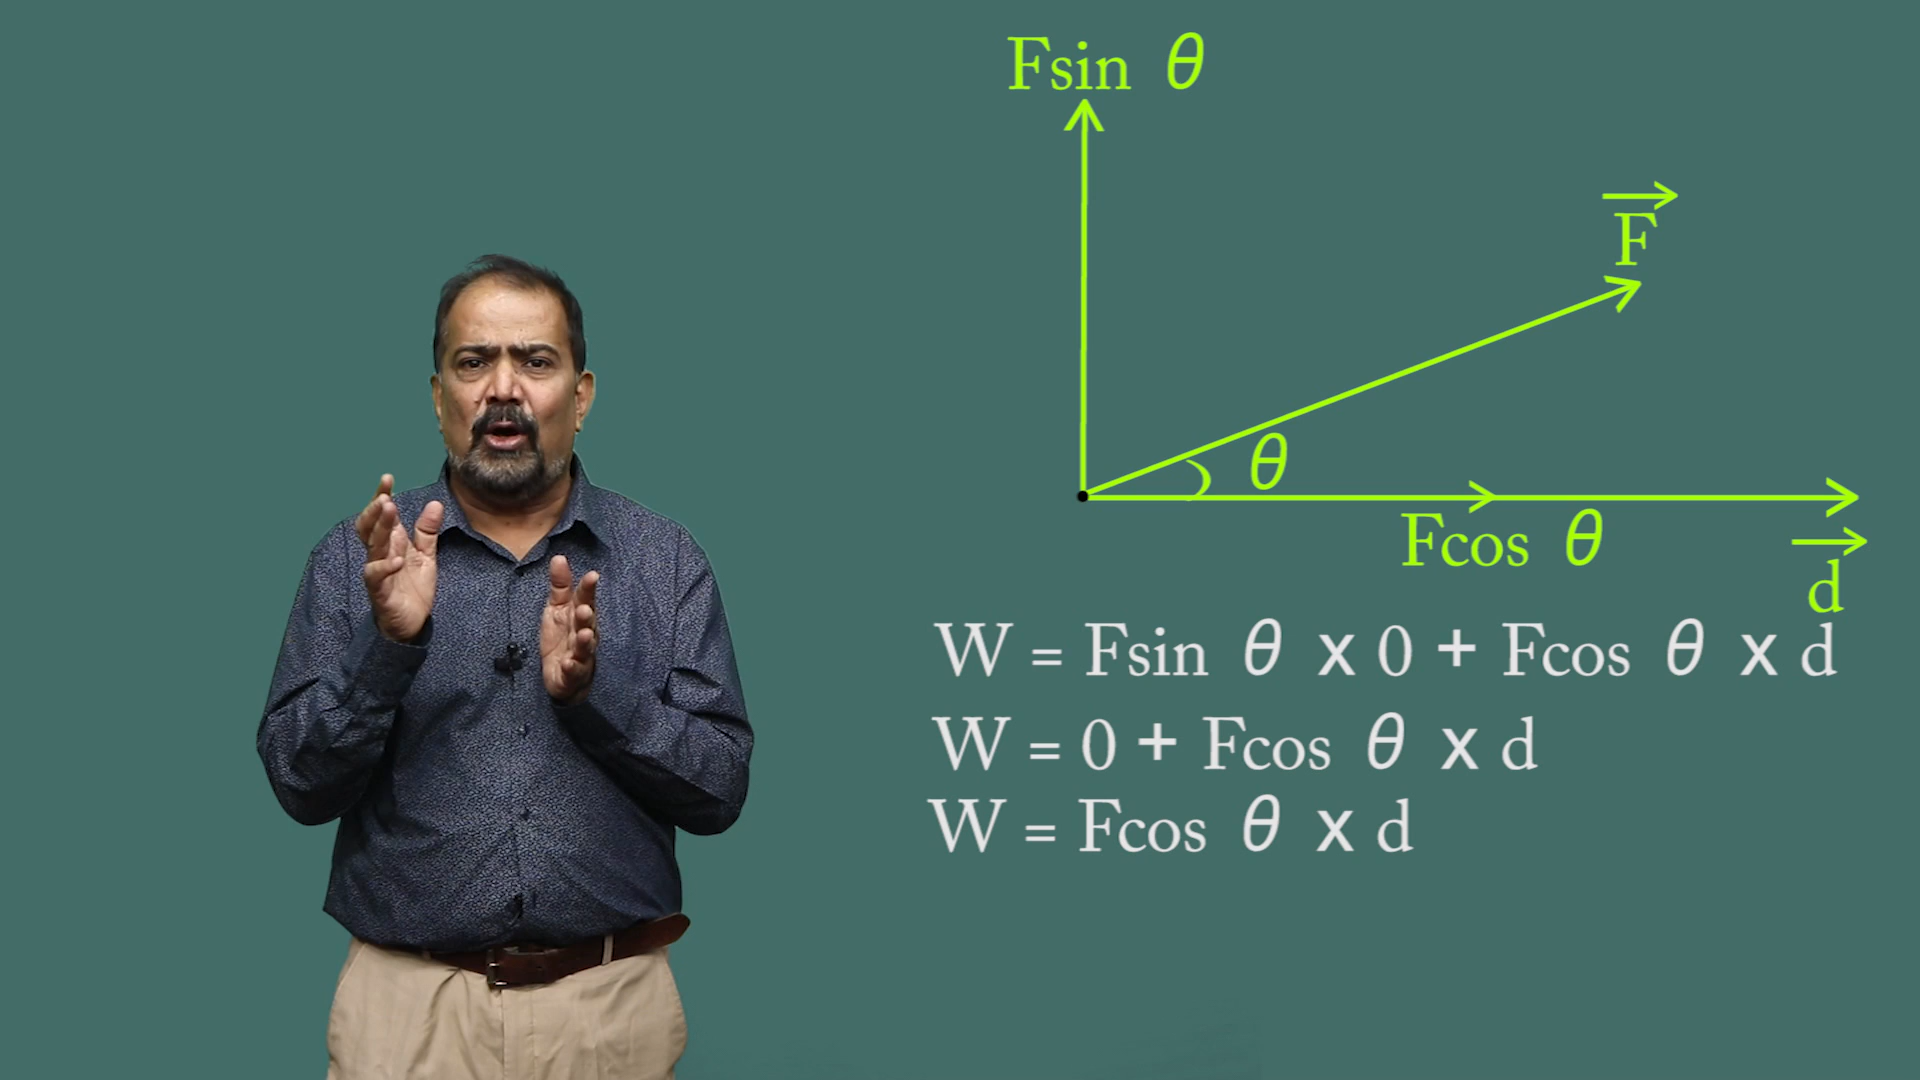 Fsin θ
F
θ
Fcos θ
d
W = Fsin θ x 0 + Fcos θ x d
W = 0 + Fcos θ x d
W = Fcos θ x d